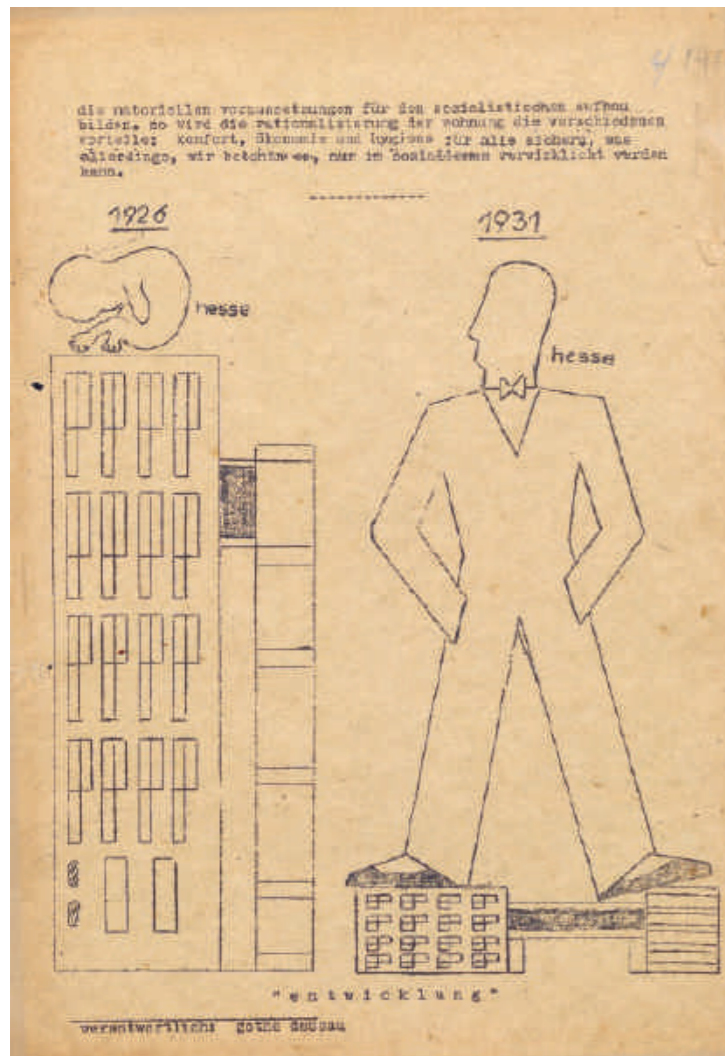 die materiellen voraussetzungen für den sozialistischen aufbau
bilden. so wird die rationalisierung der wohnung die verschiedenen
vorteile: komfort, ökonomie und hygiene für alle sichern, was
allerdings, wir betohnen es, nur im sozialismus verwirklicht werden
kann.
1926
1931
hesse
hesse
"entwicklung"
verantwortlich: gothe dessau